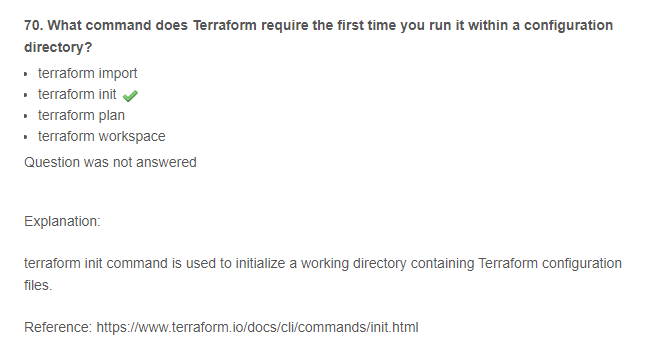 70. What command does Terraform require the first time you run it within a configuration
directory?
• terraform import
• terraform init
• terraform plan
• terraform workspace
Question was not answered
Explanation:
terraform init command is used to initialize a working directory containing Terraform configuration
files.
Reference: https://www.terraform.io/docs/cli/commands/init.html